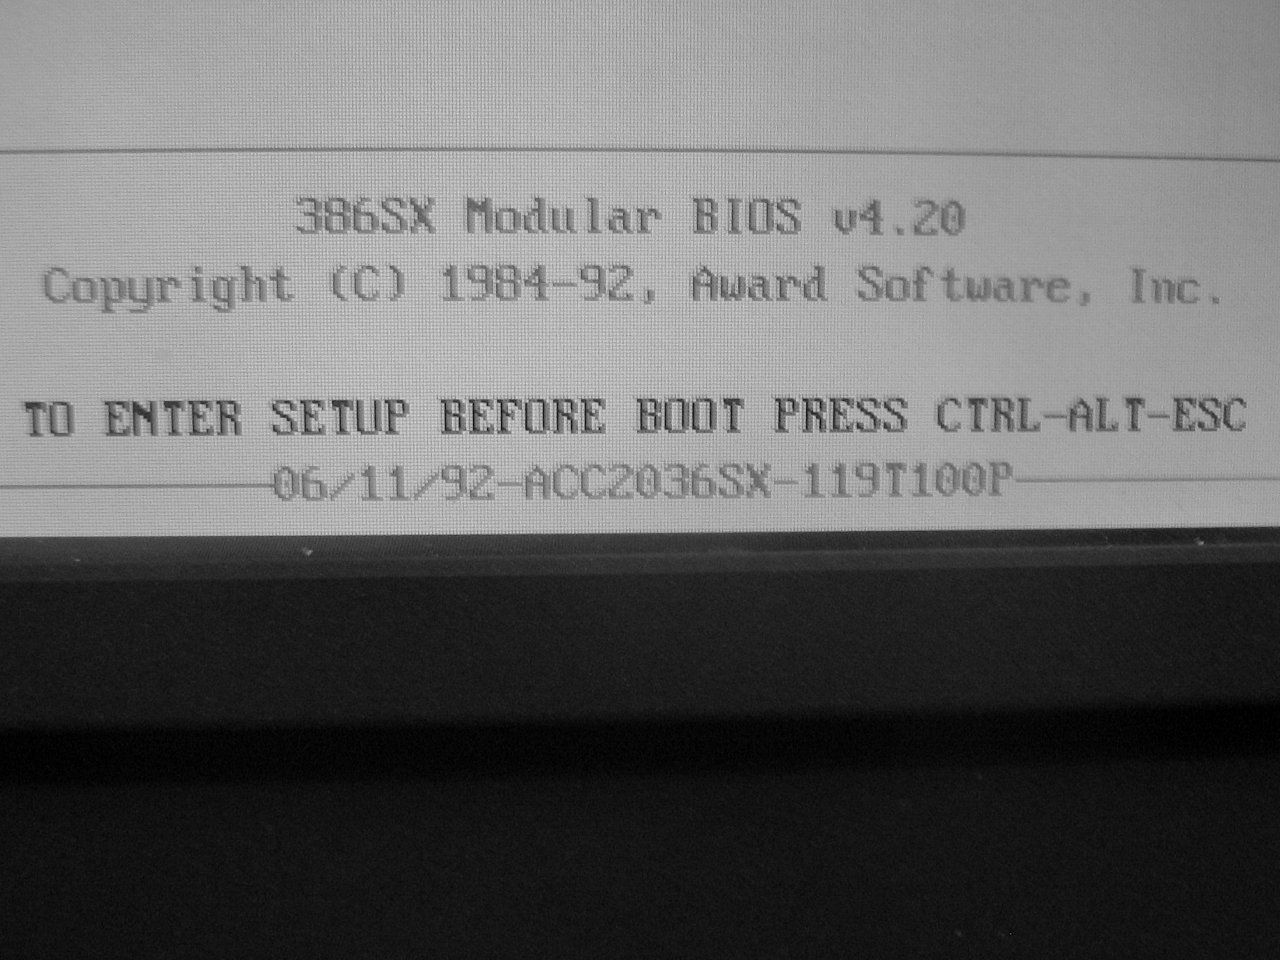 386SX Modular BIOS v4.20
Copyright (C) 1984-92, Award Software, Inc.
TO ENTER SETUP BEFORE BOOT PRESS CTRL-ALT-ESC
06/11/92-ACC2036SX-119T100P